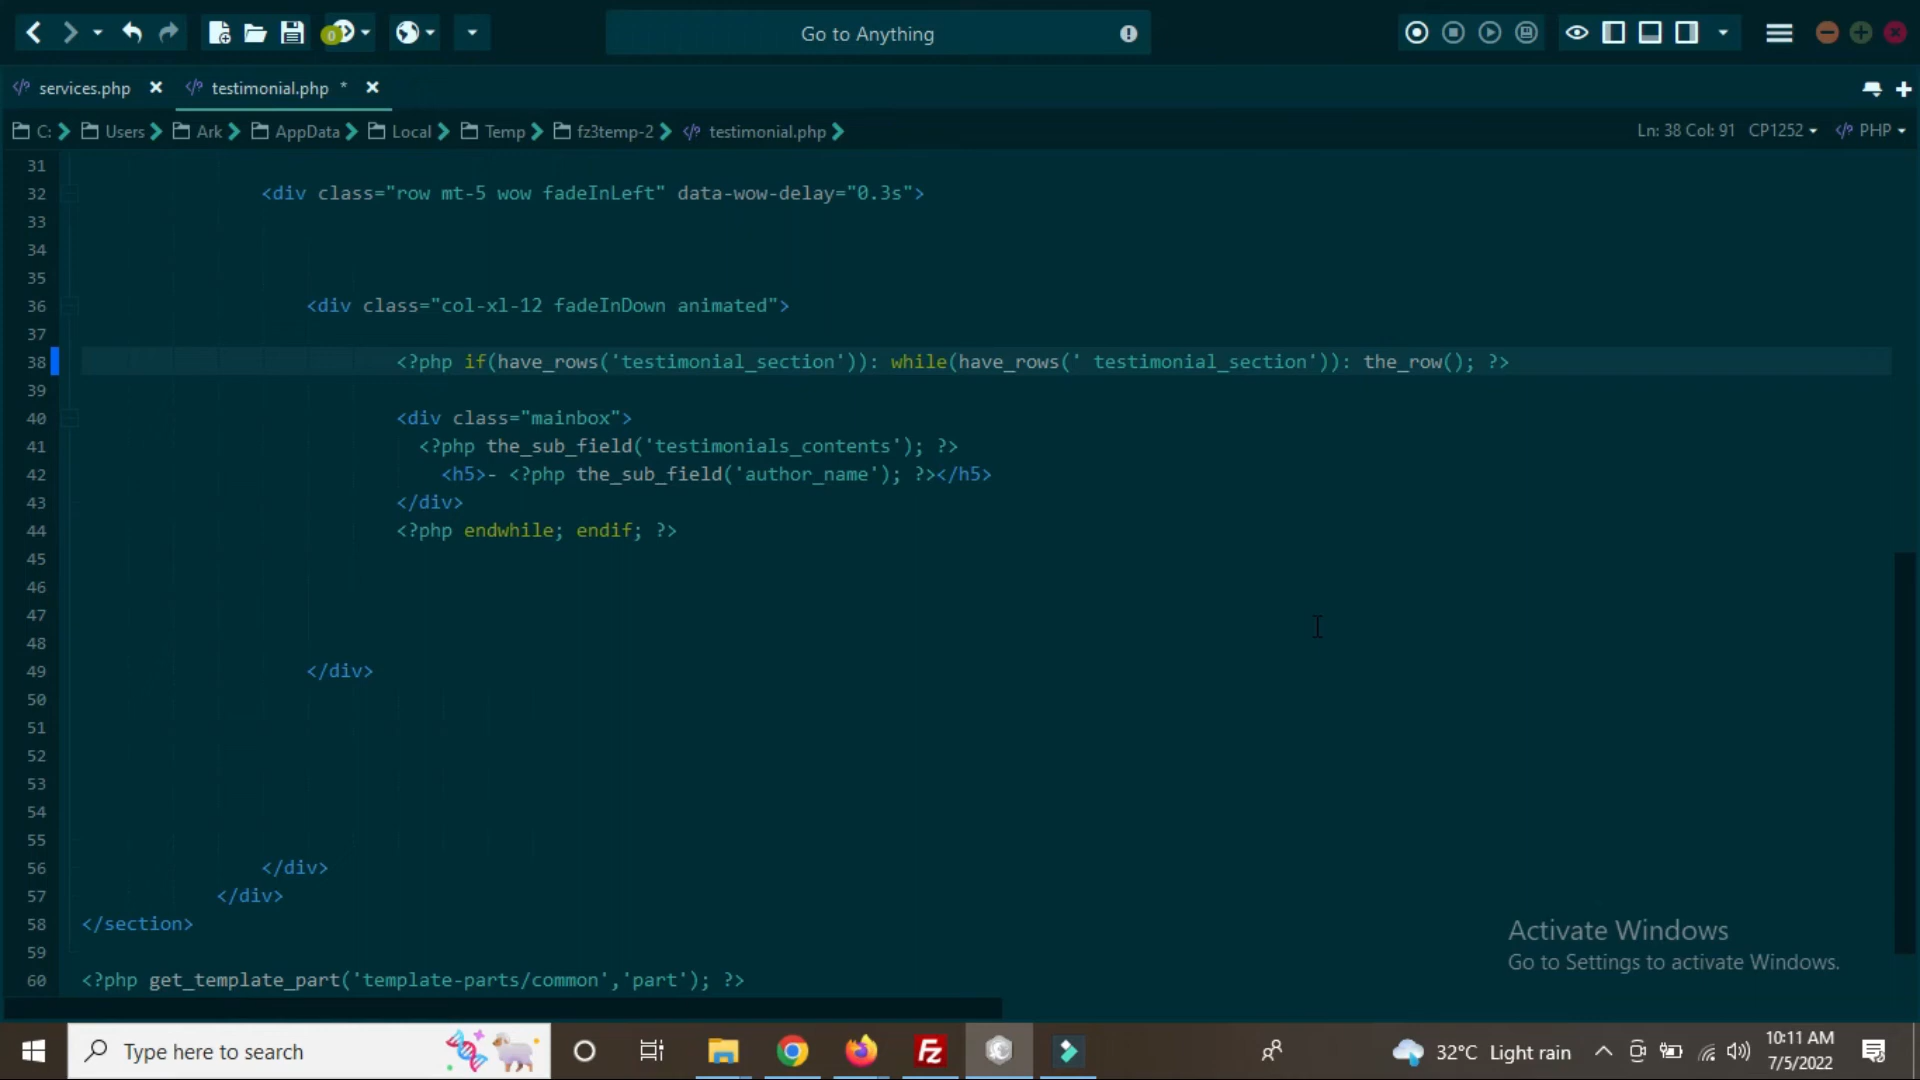 Go to Anything
services.php
testimonial.php *
C: Users Ark AppData Local Temp fz3temp-2 testimonial.php
Ln: 38 Col: 91 CP1252 PHP
31
32 <div class="row mt-5 wow fadeInLeft" data-wow-delay="0.3s">
33
34
35
36 <div class="col-xl-12 fadeInDown animated">
37
38 <?php if(have_rows('testimonial_section')): while(have_rows(' testimonial_section')): the_row(); ?>
39
40 <div class="mainbox">
41 <?php the_sub_field('testimonials_contents'); ?>
42 <h5>- <?php the_sub_field('author_name'); ?></h5>
43 </div>
44 <?php endwhile; endif; ?>
45
46
47
48
49 </div>
50
51
52
53
54
55
56 </div>
57 </div>
58 </section>
59
60 <?php get_template_part('template-parts/common','part'); ?>
Activate Windows
Go to Settings to activate Windows.
Type here to search
32°C Light rain
10:11 AM
7/5/2022